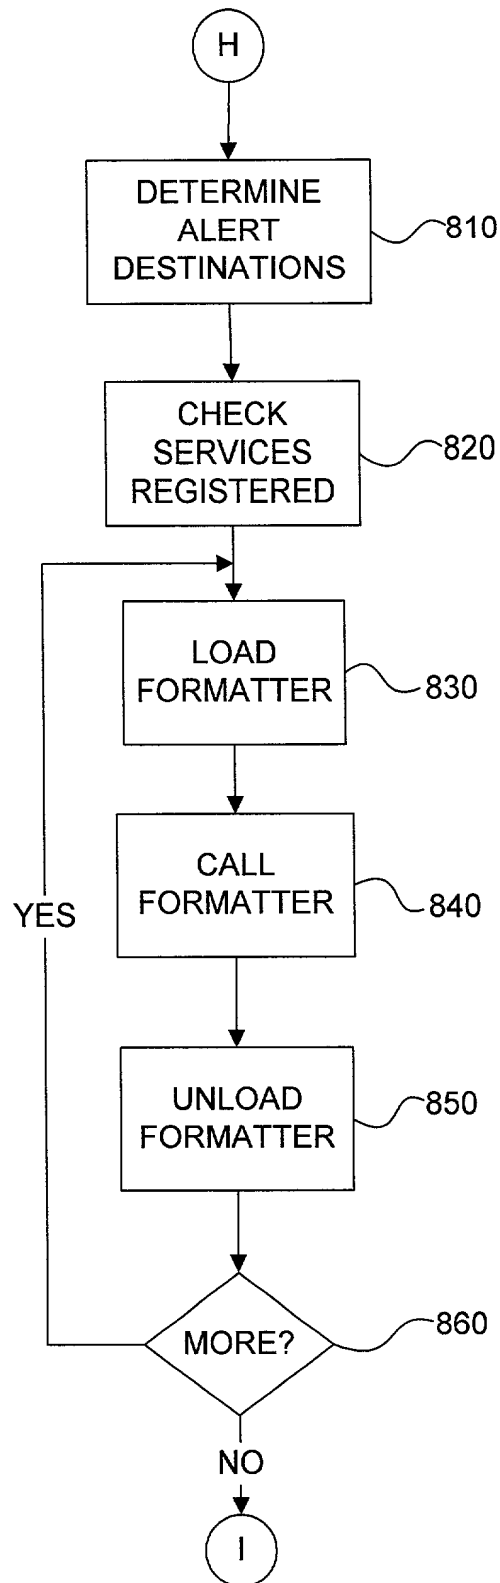 H
DETERMINE
ALERT
DESTINATIONS
810
CHECK
SERVICES
REGISTERED
820
LOAD
FORMATTER
830
CALL
FORMATTER
840
YES
UNLOAD
FORMATTER
850
MORE?
860
NO
I